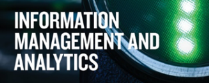 INFORMATION
MANAGEMENT AND
ANALYTICS